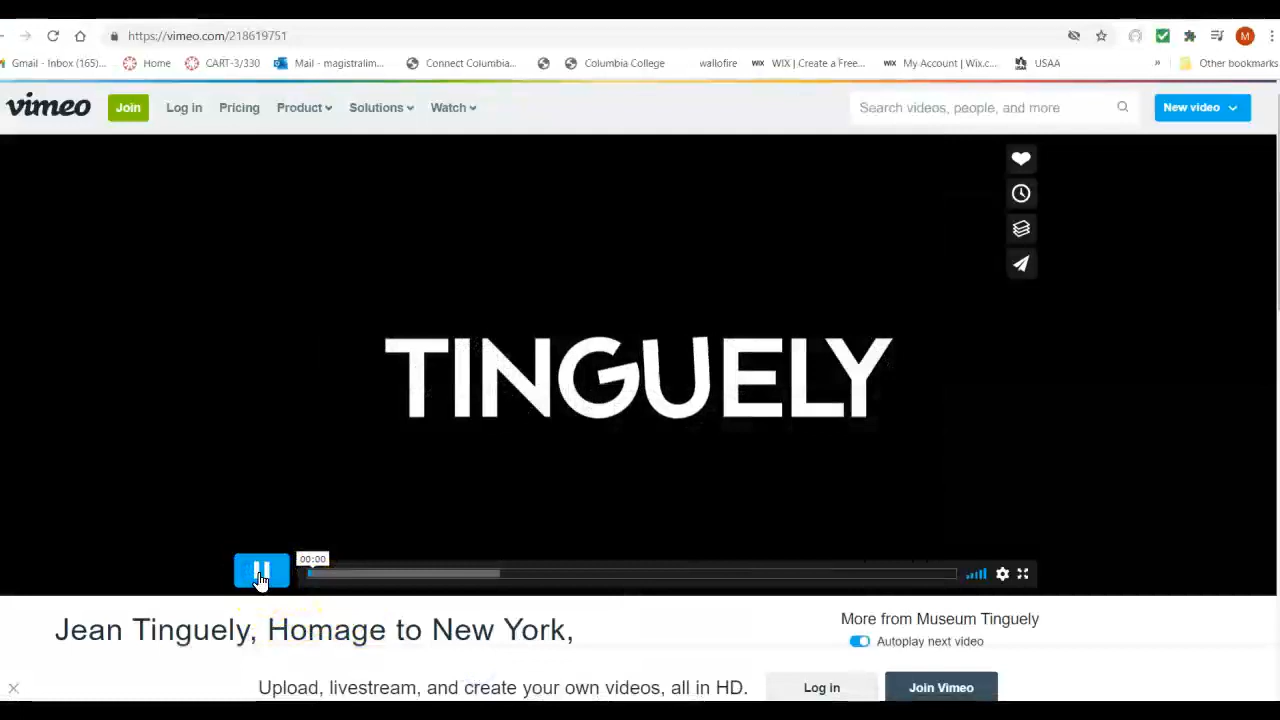 https://vimeo.com/218619751
M
Gmail - Inbox (165)... Home CART-3/330 Mail - magistralim... Connect Columbia... Columbia College wallofire WIX | Create a Free... My Account | Wix.c... USAA » Other bookmarks
vimeo Join Log in Pricing Product Solutions Watch Search videos, people, and more New video
TINGUELY
00:00
Jean Tinguely, Homage to New York,
More from Museum Tinguely
Autoplay next video
Upload, livestream, and create your own videos, all in HD. Log in Join Vimeo